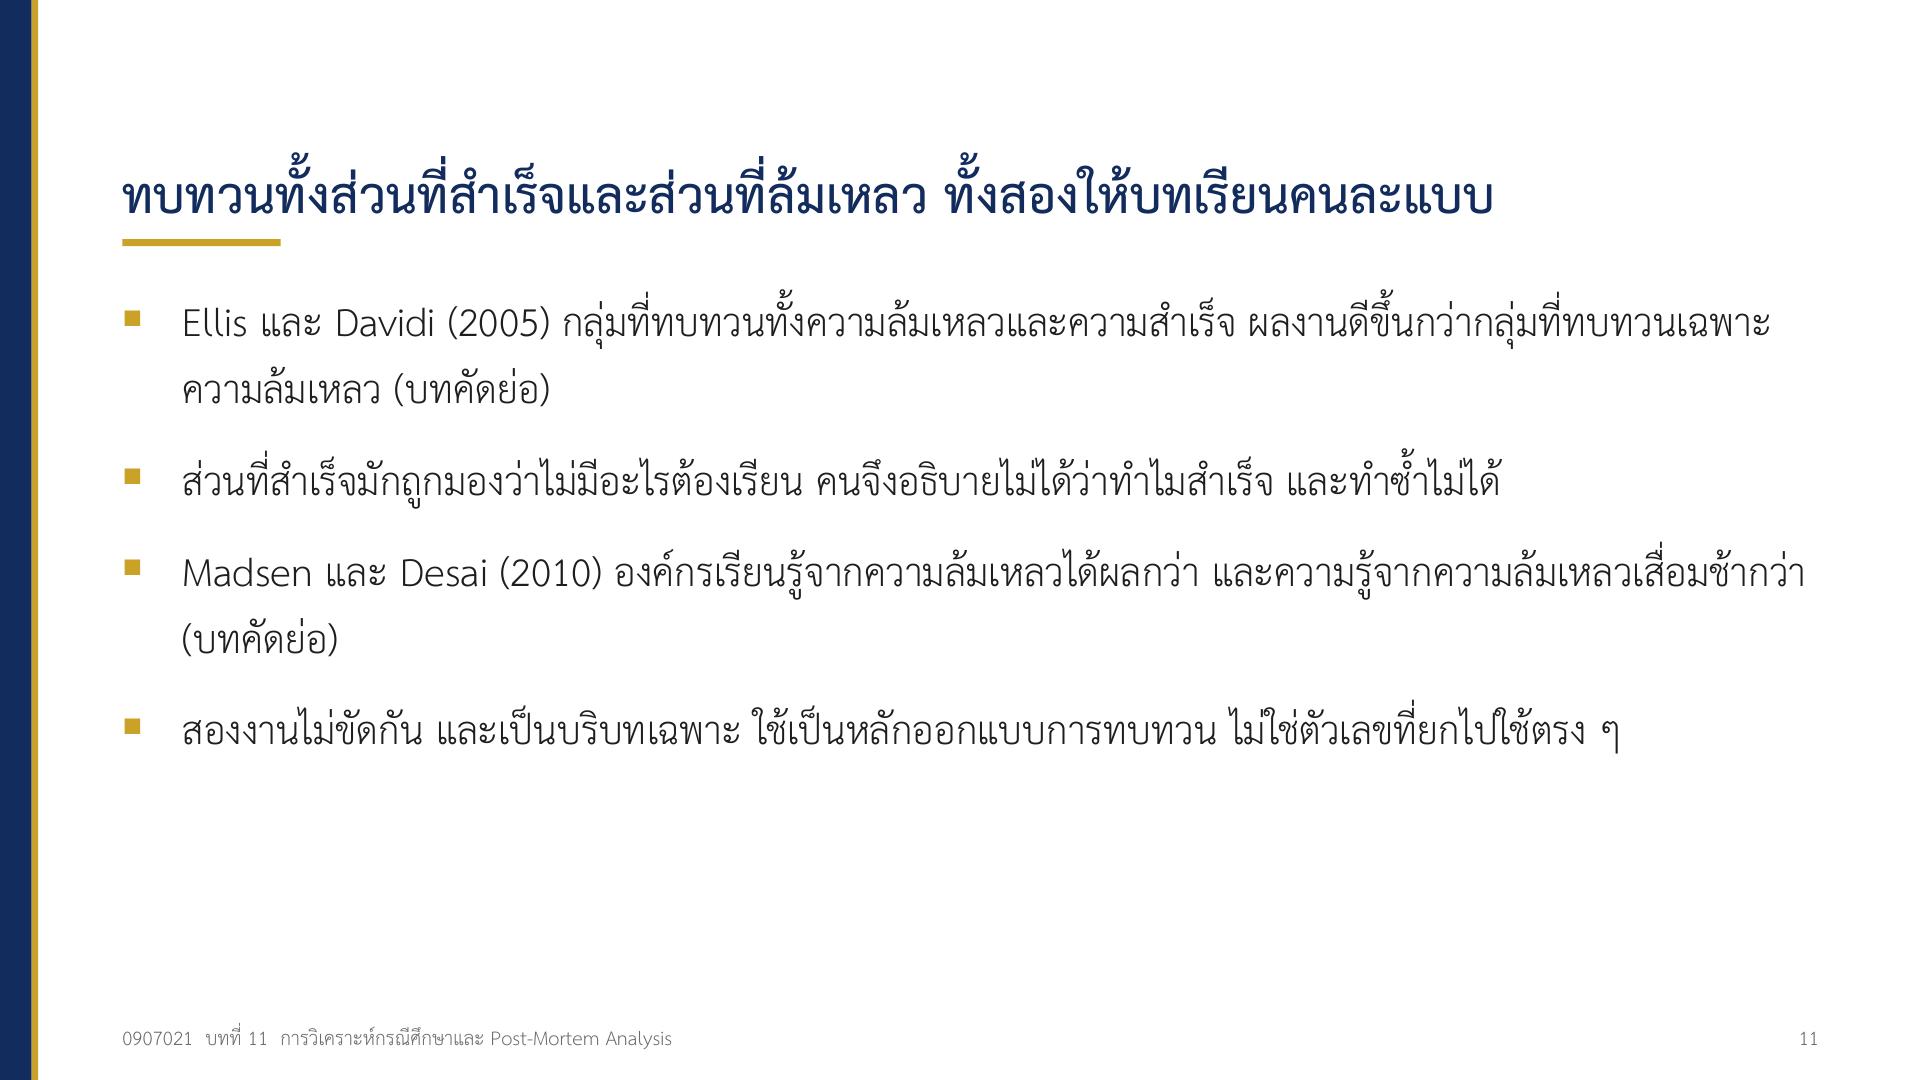 ทบทวนทั้งส่วนที่สำเร็จและส่วนที่ล้มเหลว ทั้งสองให้บทเรียนคนละแบบ
▪ Ellis และ Davidi (2005) กลุ่มที่ทบทวนทั้งความล้มเหลวและความสำเร็จ ผลงานดีขึ้นกว่ากลุ่มที่ทบทวนเฉพาะ
ความล้มเหลว (บทคัดย่อ)
▪ ส่วนที่สำเร็จมักถูกมองว่าไม่มีอะไรต้องเรียน คนจึงอธิบายไม่ได้ว่าทำไมสำเร็จ และทำซ้ำไม่ได้
▪ Madsen และ Desai (2010) องค์กรเรียนรู้จากความล้มเหลวได้ผลกว่า และความรู้จากความล้มเหลวเสื่อมช้ากว่า
(บทคัดย่อ)
▪ สองงานไม่ขัดกัน และเป็นบริบทเฉพาะ ใช้เป็นหลักออกแบบการทบทวน ไม่ใช่ตัวเลขที่ยกไปใช้ตรง ๆ
0907021 บทที่ 11 การวิเคราะห์กรณีศึกษาและ Post-Mortem Analysis
11